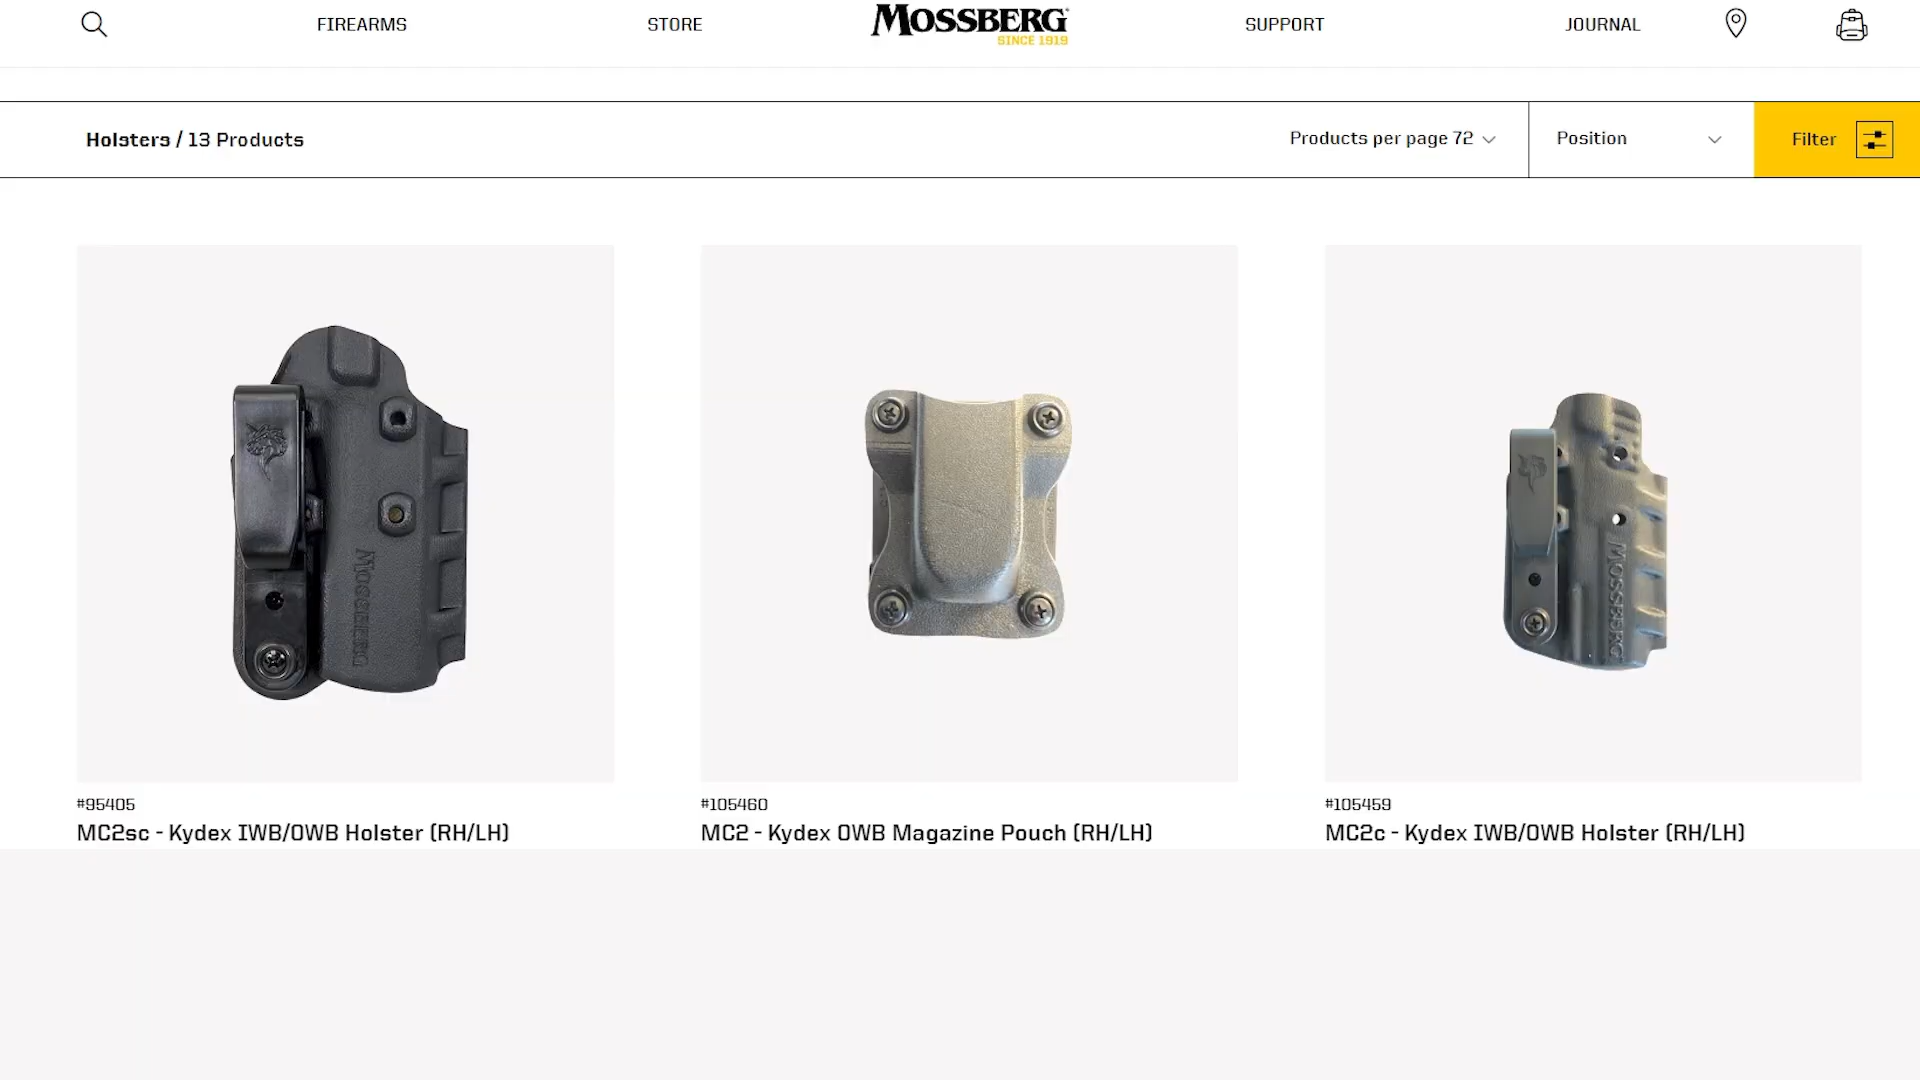 FIREARMS
STORE
MOSSBERG
SINCE 1919
SUPPORT
JOURNAL
Holsters / 13 Products
Products per page 72
Position
Filter
MOSSBERG
MOSSBERG
#95405
MC2sc - Kydex IWB/OWB Holster (RH/LH)
#105460
MC2 - Kydex OWB Magazine Pouch (RH/LH)
#105459
MC2c - Kydex IWB/OWB Holster (RH/LH)